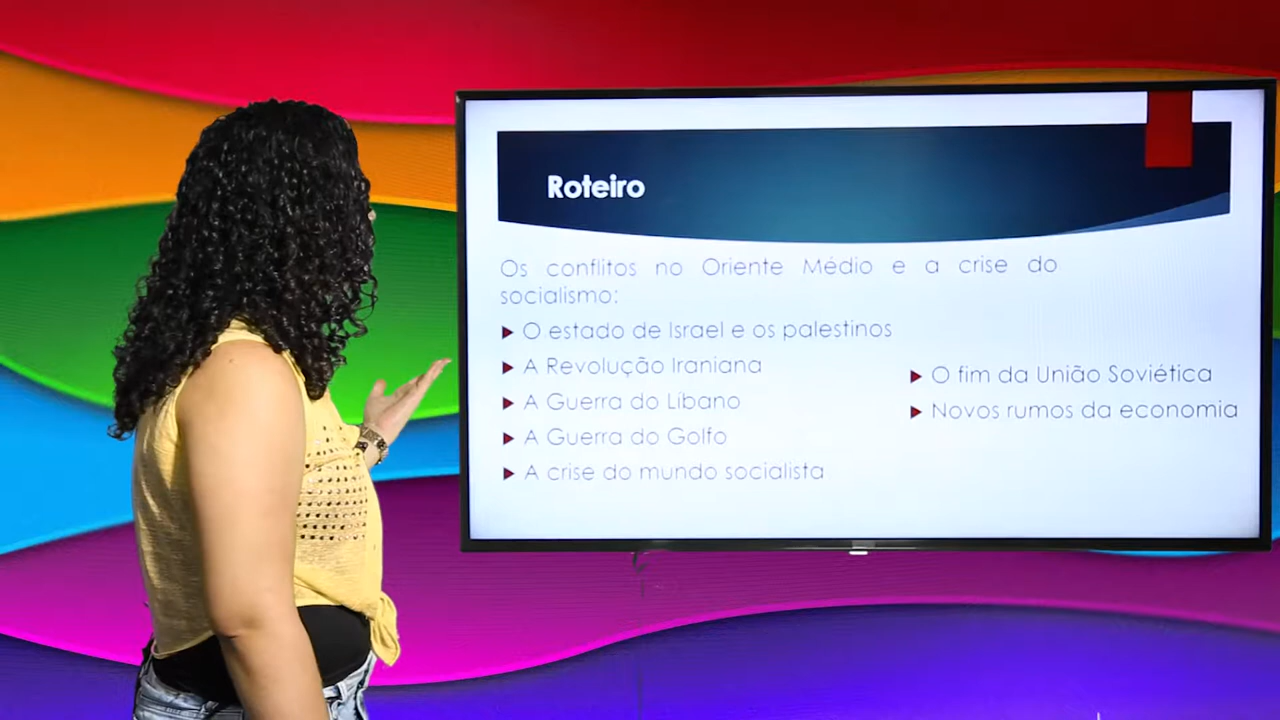 Roteiro
Os conflitos no Oriente Médio e a crise do
socialismo:
O estado de Israel e os palestinos
A Revolução Iraniana
A Guerra do Líbano
A Guerra do Golfo
A crise do mundo socialista
O fim da União Soviética
Novos rumos da economia